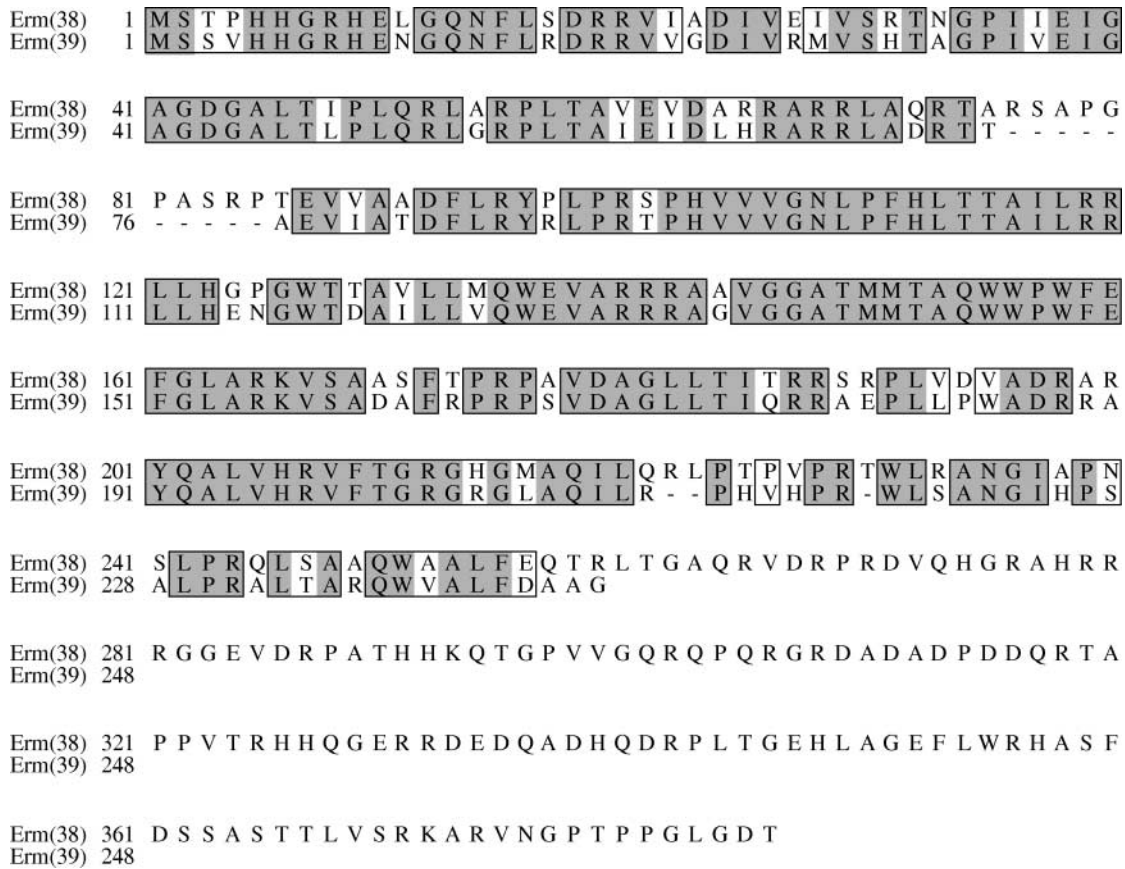 Erm(38) 1 M S T P H H G R H E L G Q N F L S D R R V I A D I V E I V S R T N G P I I E I G
Erm(39) 1 M S S V H H G R H E N G Q N F L R D R R V V G D I V R M V S H T A G P I V E I G
Erm(38) 41 A G D G A L T I P L Q R L A R P L T A V E V D A R R A R R L A Q R T A R S A P G
Erm(39) 41 A G D G A L T L P L Q R L G R P L T A I E I D L H R A R R L A D R T T - - - - -
Erm(38) 81 P A S R P T E V V A A D F L R Y P L P R S P H V V V G N L P F H L T T A I L R R
Erm(39) 76 - - - - - A E V I A T D F L R Y R L P R T P H V V V G N L P F H L T T A I L R R
Erm(38) 121 L L H G P G W T T A V L L M Q W E V A R R R A A V G G A T M M T A Q W W P W F E
Erm(39) 111 L L H E N G W T D A I L L V Q W E V A R R R A G V G G A T M M T A Q W W P W F E
Erm(38) 161 F G L A R K V S A A S F T P R P A V D A G L L T I T R R S R P L V D V A D R A R
Erm(39) 151 F G L A R K V S A D A F R P R P S V D A G L L T I Q R R A E P L L P W A D R R A
Erm(38) 201 Y Q A L V H R V F T G R G H G M A Q I L Q R L P T P V P R T W L R A N G I A P N
Erm(39) 191 Y Q A L V H R V F T G R G R G L A Q I L R - - P H V H P R - W L S A N G I H P S
Erm(38) 241 S L P R Q L S A A Q W A A L F E Q T R L T G A Q R V D R P R D V Q H G R A H R R
Erm(39) 228 A L P R A L T A R Q W V A L F D A A G
Erm(38) 281 R G G E V D R P A T H H K Q T G P V V G Q R Q P Q R G R D A D A D P D D Q R T A
Erm(39) 248
Erm(38) 321 P P V T R H H Q G E R R D E D Q A D H Q D R P L T G E H L A G E F L W R H A S F
Erm(39) 248
Erm(38) 361 D S S A S T T L V S R K A R V N G P T P P G L G D T
Erm(39) 248